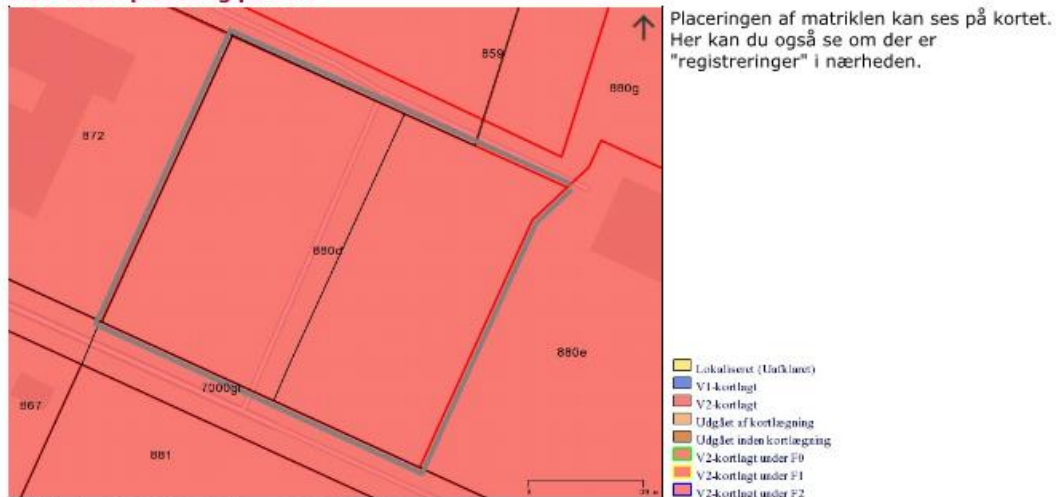 Placeringen af matriklen kan ses på kortet.
Her kan du også se om der er
"registreringer" i nærheden.
859
880g
872
880d
880e
7000gl
867
881
Lokaliseret (Uafklaret)
V1-kortlagt
V2-kortlagt
Udgået af kortlægning
Udgået inden kortlægning
V2-kortlagt under F0
V2-kortlagt under F1
V2-kortlagt under F2